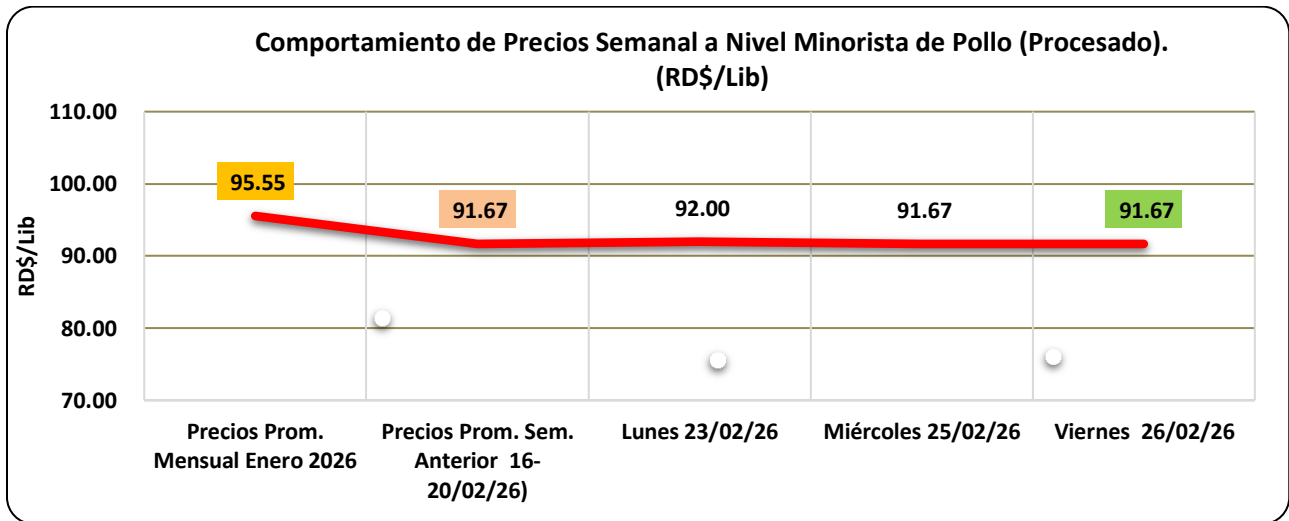 Comportamiento de Precios Semanal a Nivel Minorista de Pollo (Procesado).
(RD$/Lib)
110.00
100.00
90.00
80.00
70.00
RD$/Lib
95.55
91.67
92.00
91.67
91.67
Precios Prom.
Mensual Enero 2026
Precios Prom. Sem.
Anterior 16-
20/02/26)
Lunes 23/02/26
Miércoles 25/02/26
Viernes 26/02/26